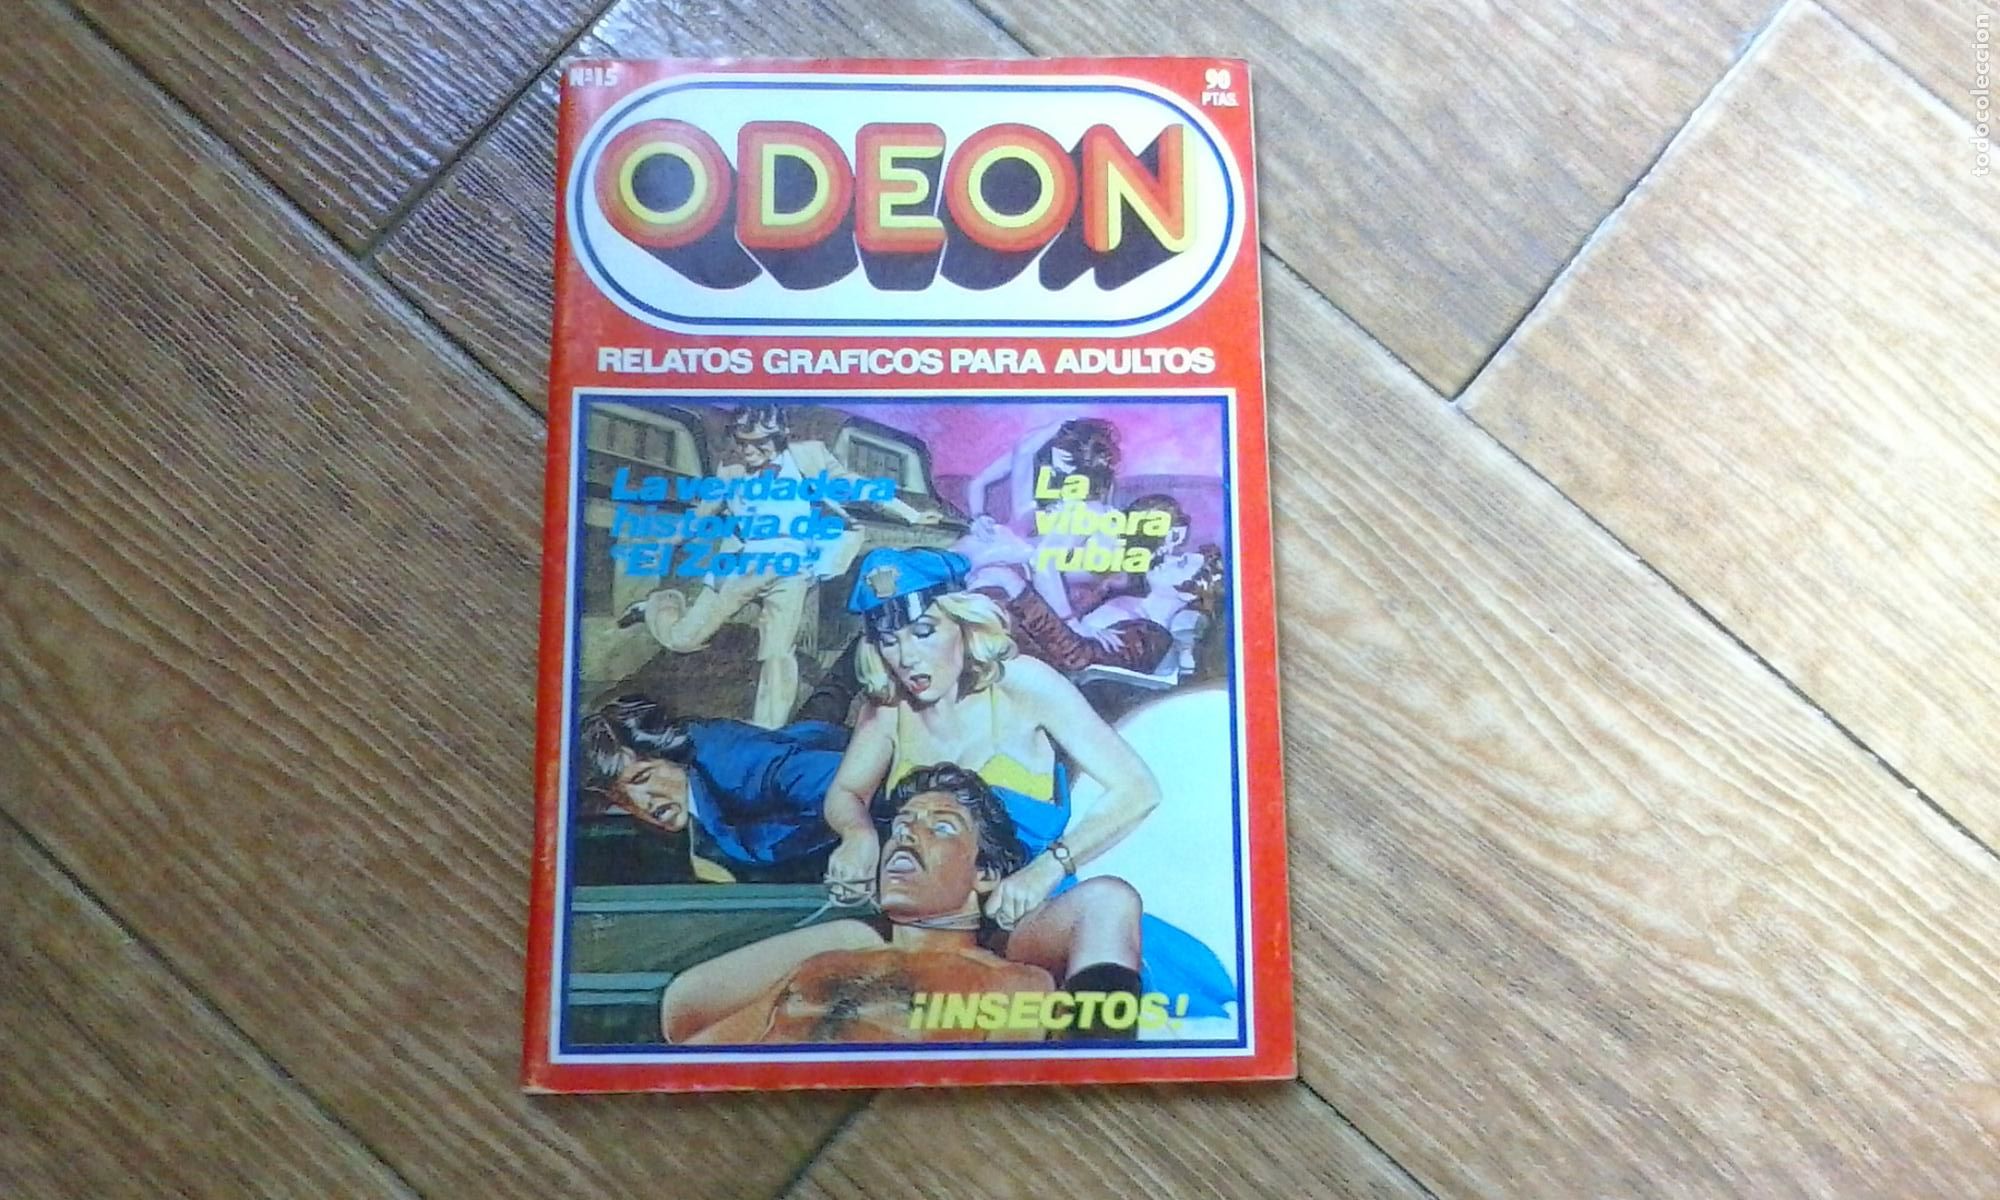 Nº15
90
PTAS.
ODEON
RELATOS GRAFICOS PARA ADULTOS
La verdadera
historia de
"El Zorro"
La
víbora
rubia
¡INSECTOS!
todocoleccion